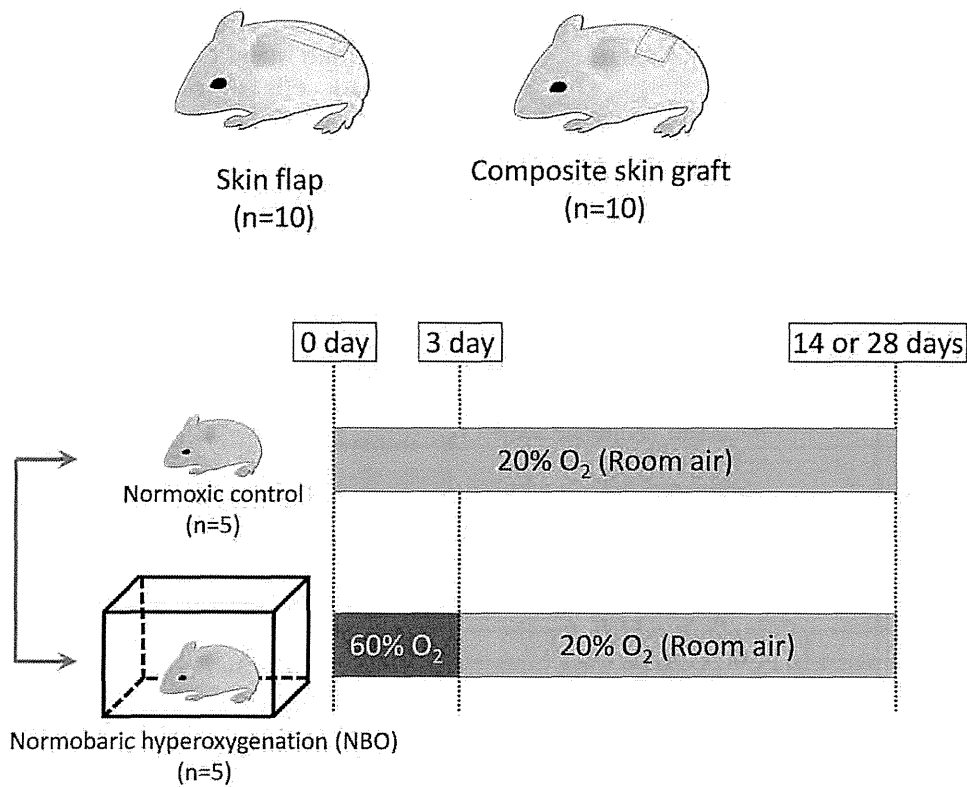 Skin flap
(n=10)
Composite skin graft
(n=10)
0 day
3 day
14 or 28 days
20% O₂ (Room air)
Normoxic control
(n=5)
60% O₂
20% O₂ (Room air)
Normobaric hyperoxygenation (NBO)
(n=5)